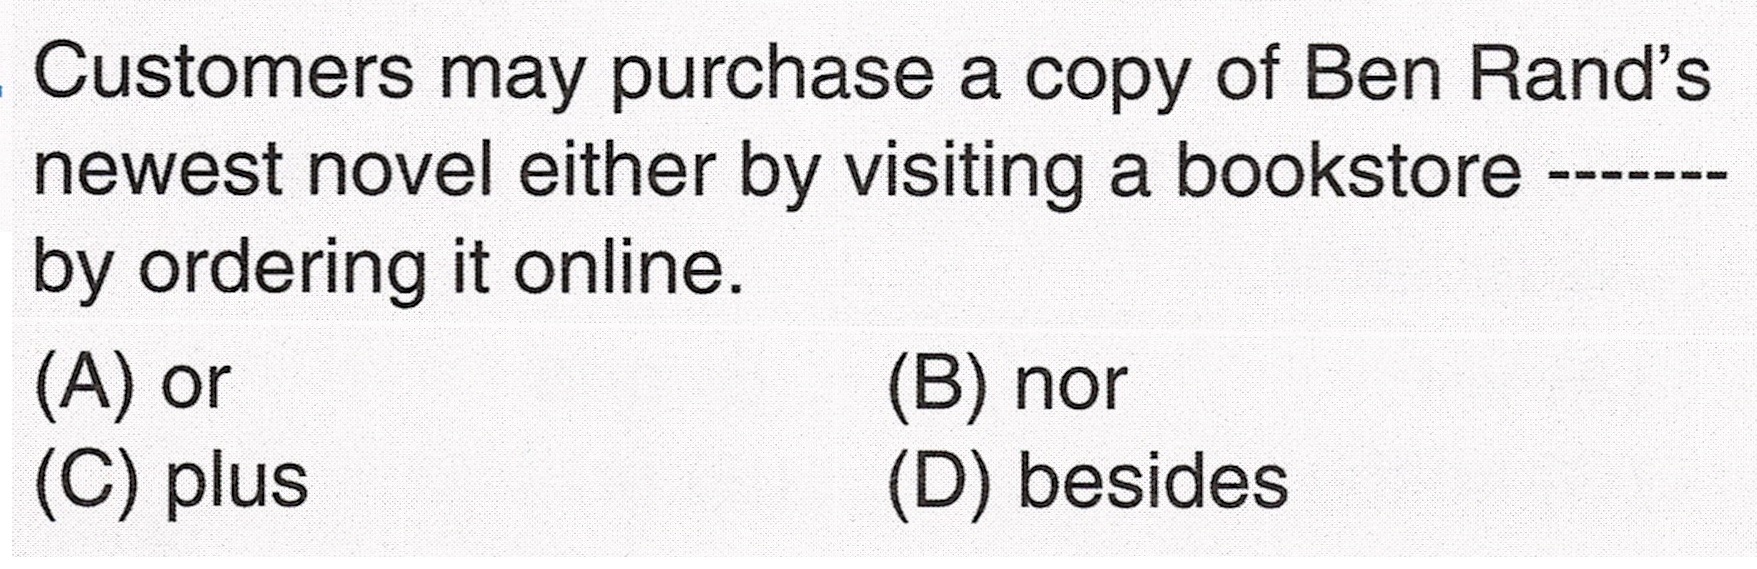 Customers may purchase a copy of Ben Rand's
newest novel either by visiting a bookstore -------
by ordering it online.
(A) or (B) nor
(C) plus (D) besides